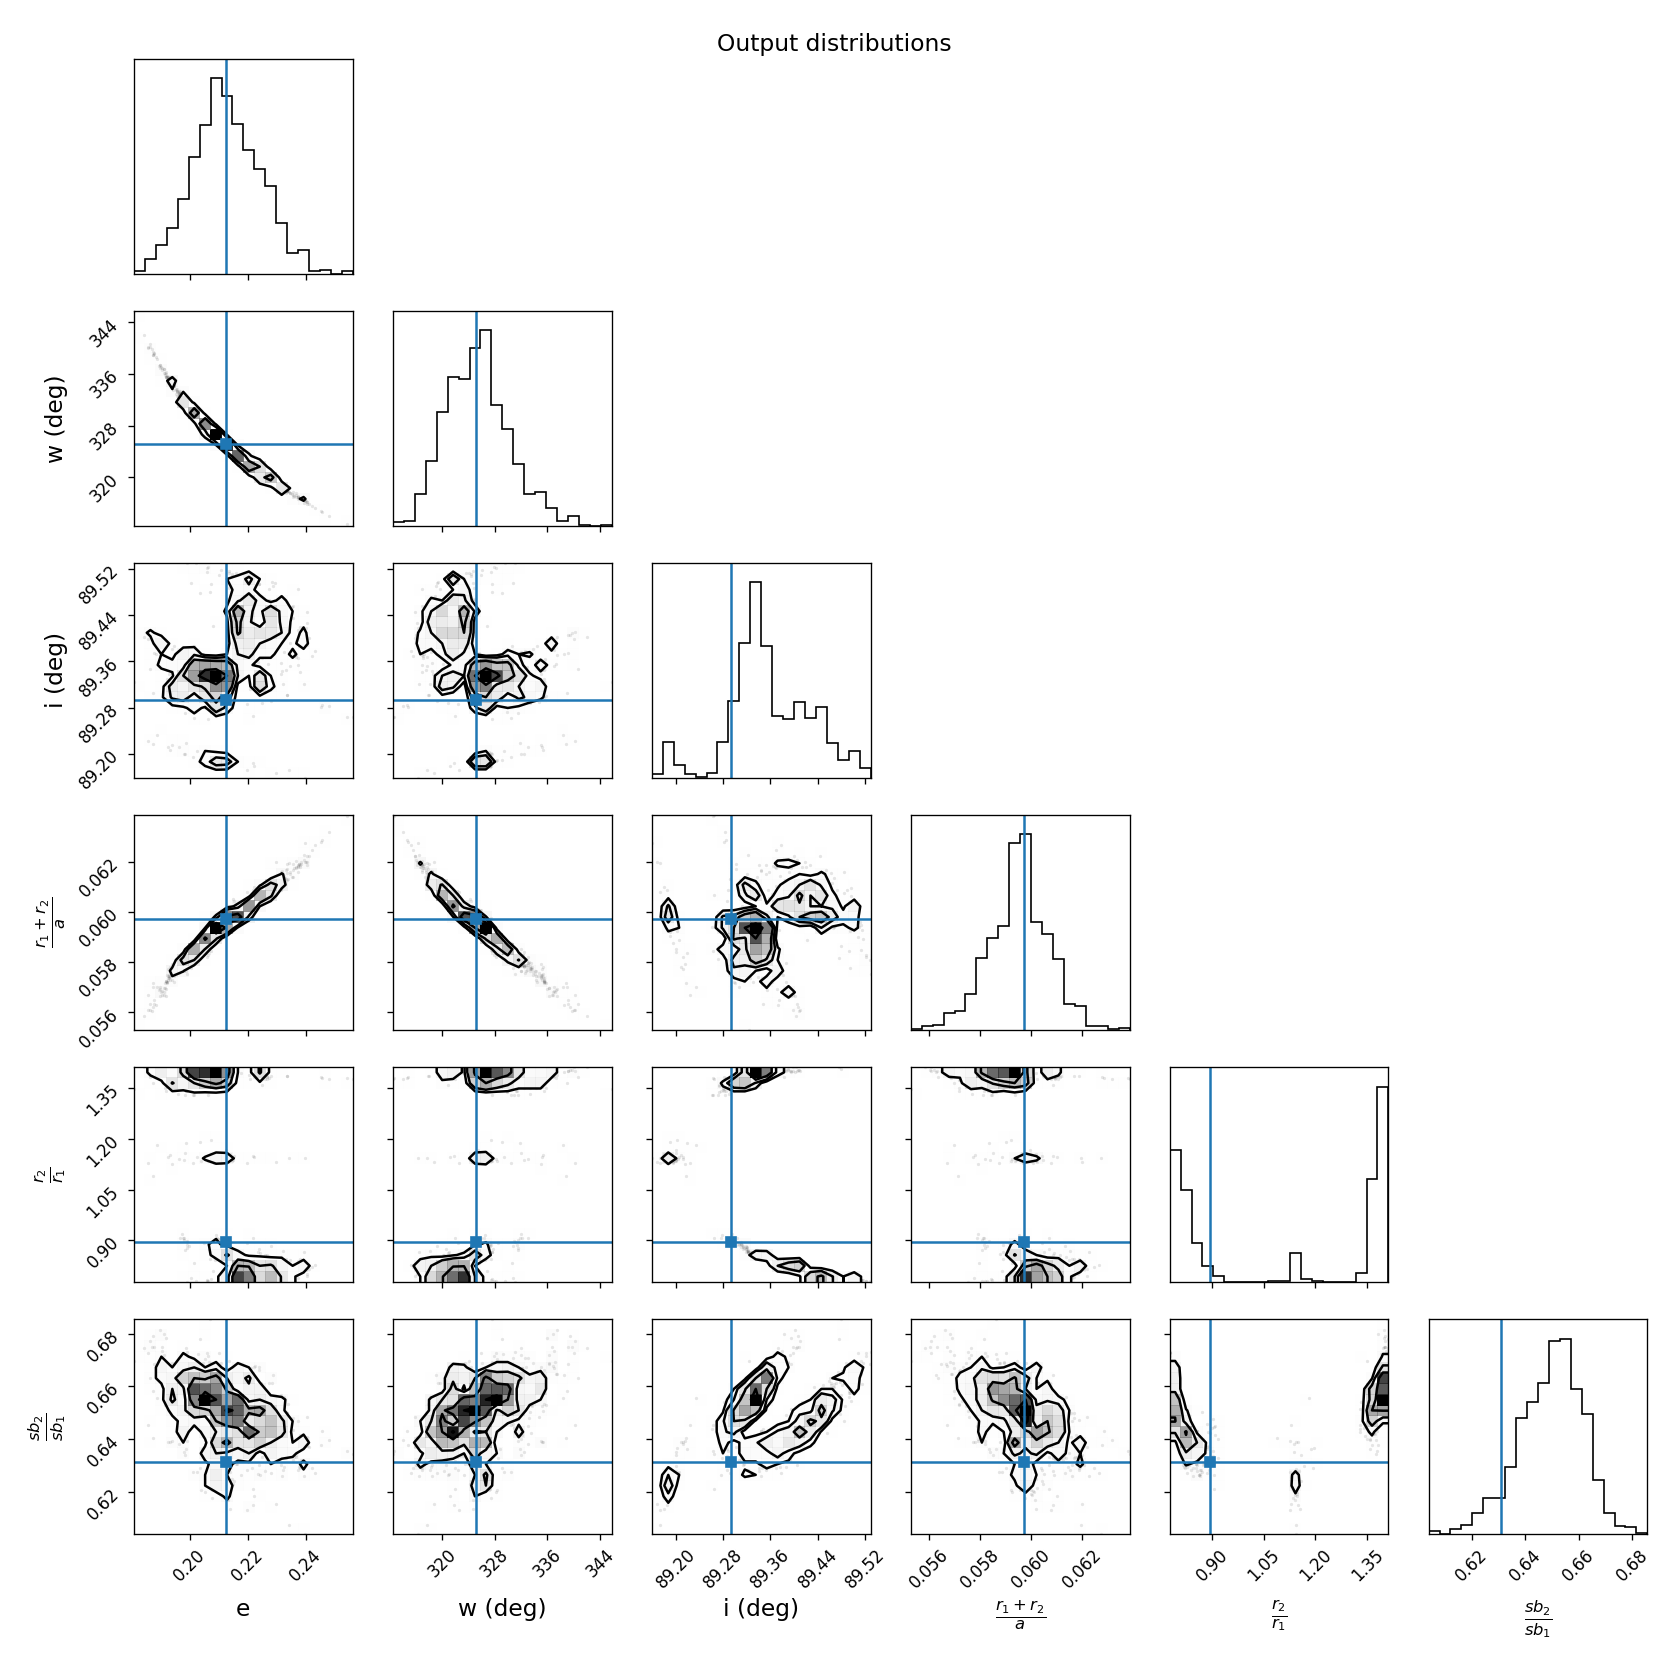 Output distributions
344
336
328
320
w (deg)
89.52
89.44
89.36
89.28
89.20
i (deg)
0.062
0.060
0.058
0.056
r₁ + r₂
a
1.35
1.20
1.05
0.90
r₂
r₁
0.68
0.66
0.64
0.62
sb₂
sb₁
0.20 0.22 0.24
320 328 336 344
89.20 89.28 89.36 89.44 89.52
0.056 0.058 0.060 0.062
0.90 1.05 1.20 1.35
0.62 0.64 0.66 0.68
e
w (deg)
i (deg)
r₁ + r₂
a
r₂
r₁
sb₂
sb₁